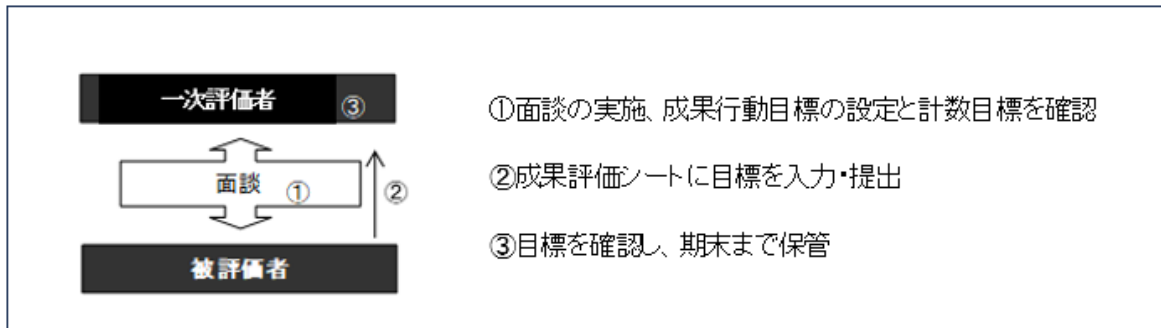 一次評価者 ③
面談 ①
②
被評価者
①面談の実施、成果行動目標の設定と計数目標を確認
②成果評価シートに目標を入力・提出
③目標を確認し、期末まで保管